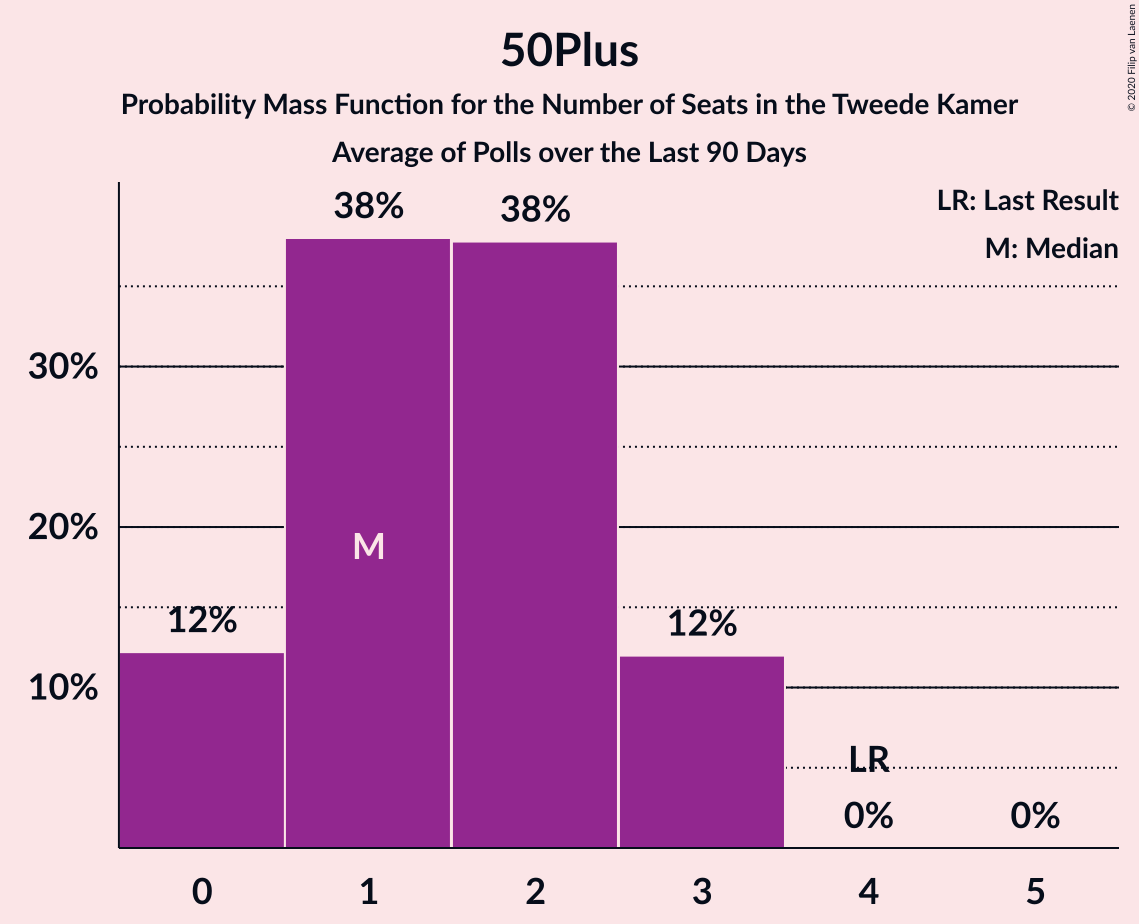 50Plus
Probability Mass Function for the Number of Seats in the Tweede Kamer
Average of Polls over the Last 90 Days
© 2020 Filip van Laenen
LR: Last Result
M: Median
38%
38%
30%
20%
10%
M
12%
12%
LR
0%
0%
0
1
2
3
4
5